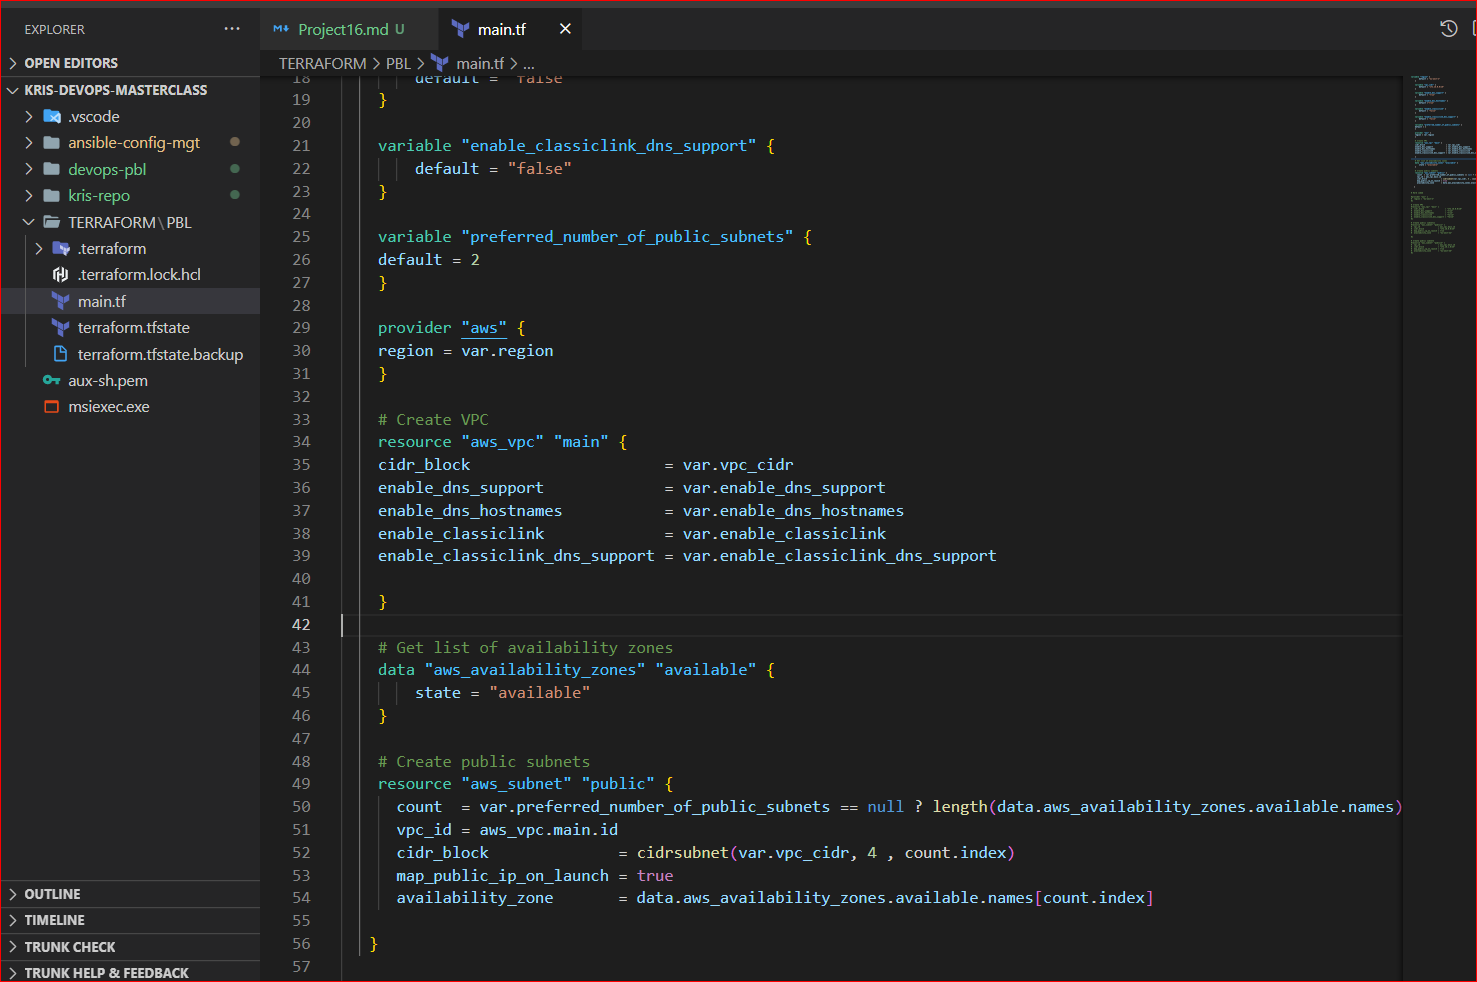 EXPLORER
Project16.md U
main.tf
OPEN EDITORS
TERRAFORM > PBL > main.tf > ...
KRIS-DEVOPS-MASTERCLASS
.vscode
ansible-config-mgt
devops-pbl
kris-repo
TERRAFORM\PBL
.terraform
.terraform.lock.hcl
main.tf
terraform.tfstate
terraform.tfstate.backup
aux-sh.pem
msiexec.exe
OUTLINE
TIMELINE
TRUNK CHECK
TRUNK HELP & FEEDBACK
18 default = "false"
19 }
20
21 variable "enable_classiclink_dns_support" {
22 default = "false"
23 }
24
25 variable "preferred_number_of_public_subnets" {
26 default = 2
27 }
28
29 provider "aws" {
30 region = var.region
31 }
32
33 # Create VPC
34 resource "aws_vpc" "main" {
35 cidr_block = var.vpc_cidr
36 enable_dns_support = var.enable_dns_support
37 enable_dns_hostnames = var.enable_dns_hostnames
38 enable_classiclink = var.enable_classiclink
39 enable_classiclink_dns_support = var.enable_classiclink_dns_support
40
41 }
42
43 # Get list of availability zones
44 data "aws_availability_zones" "available" {
45 state = "available"
46 }
47
48 # Create public subnets
49 resource "aws_subnet" "public" {
50 count = var.preferred_number_of_public_subnets == null ? length(data.aws_availability_zones.available.names)
51 vpc_id = aws_vpc.main.id
52 cidr_block = cidrsubnet(var.vpc_cidr, 4 , count.index)
53 map_public_ip_on_launch = true
54 availability_zone = data.aws_availability_zones.available.names[count.index]
55
56 }
57